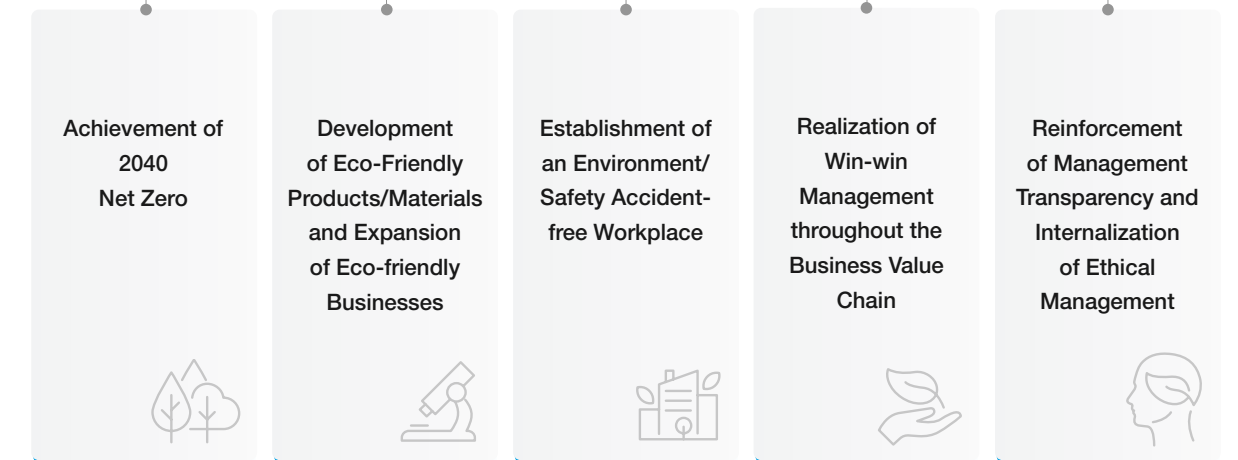 Achievement of
2040
Net Zero
Development
of Eco-Friendly
Products/Materials
and Expansion
of Eco-friendly
Businesses
Establishment of
an Environment/
Safety Accident-
free Workplace
Realization of
Win-win
Management
throughout the
Business Value
Chain
Reinforcement
of Management
Transparency and
Internalization
of Ethical
Management